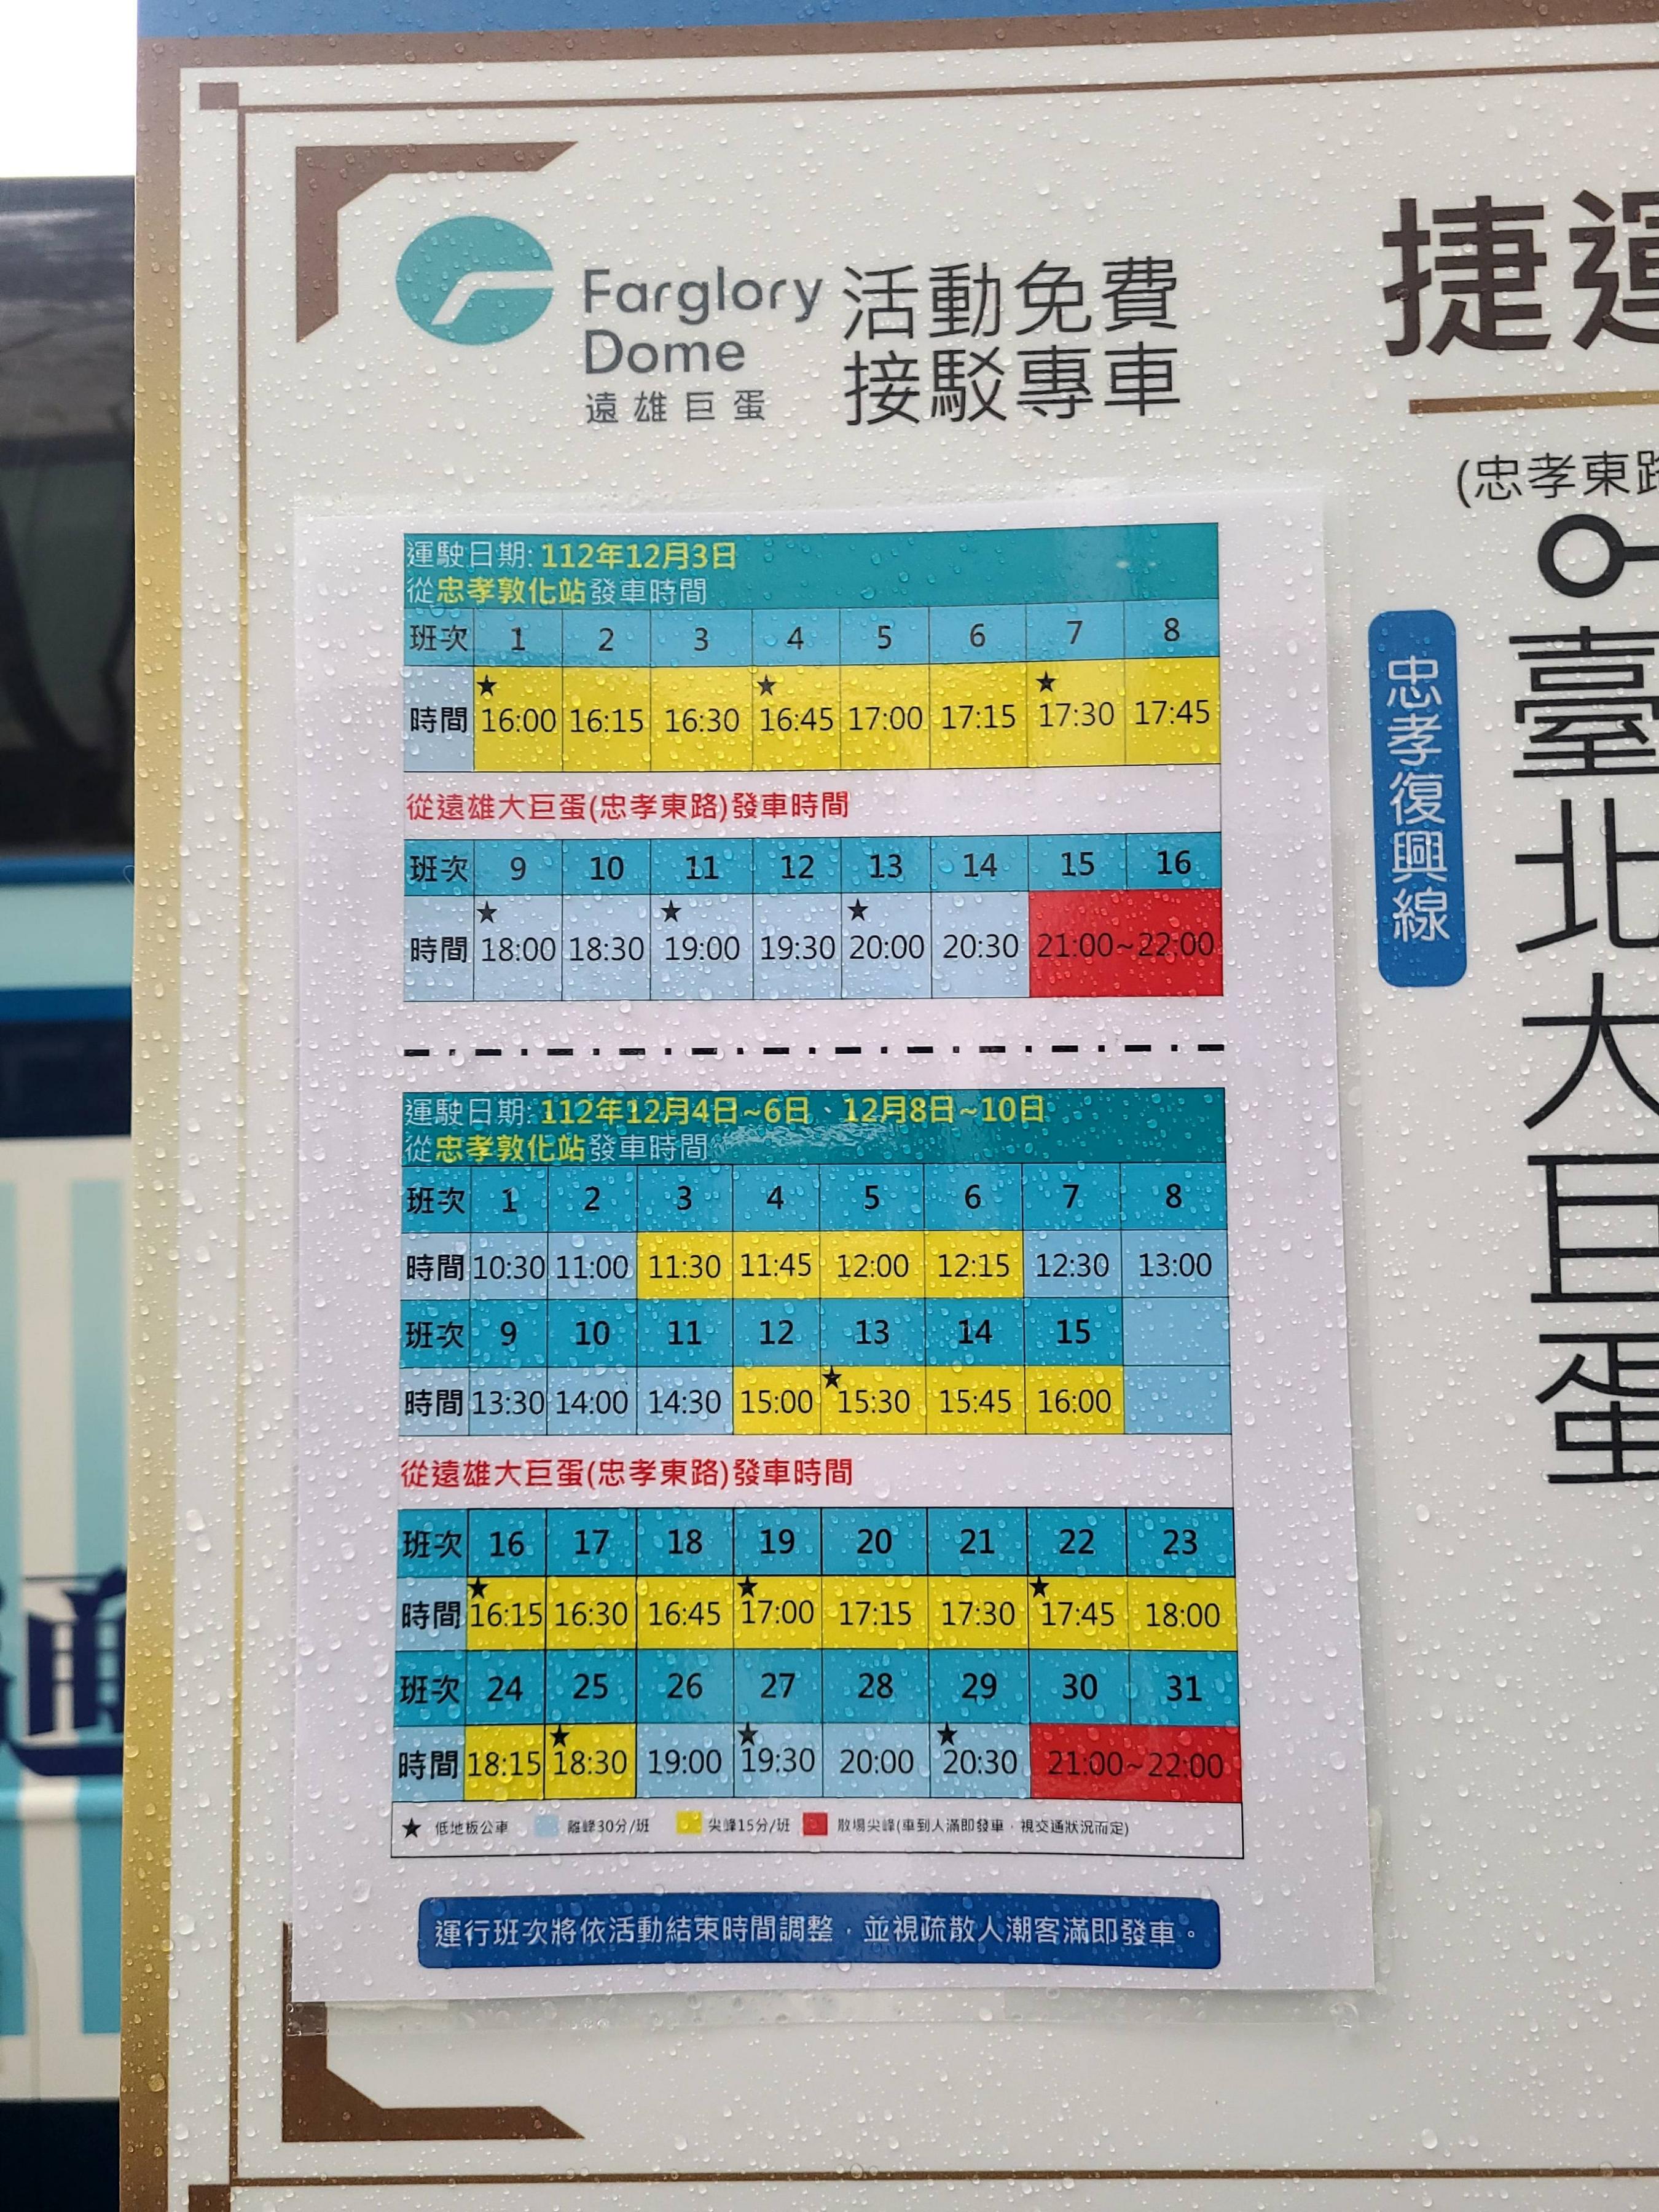 Farglory
Dome
遠雄巨蛋
活動免費
接駁專車
運駛日期: 112年12月3日
從忠孝敦化站發車時間
班次 1 2 3 4 5 6 7 8
時間 ★16:00 16:15 16:30 ★16:45 17:00 17:15 ★17:30 17:45
從遠雄大巨蛋(忠孝東路)發車時間
班次 9 10 11 12 13 14 15 16
時間 ★18:00 18:30 ★19:00 19:30 ★20:00 20:30 21:00~22:00
運駛日期: 112年12月4日~6日、12月8日~10日
從忠孝敦化站發車時間
班次 1 2 3 4 5 6 7 8
時間 10:30 11:00 11:30 11:45 12:00 12:15 12:30 13:00
班次 9 10 11 12 13 14 15
時間 13:30 14:00 14:30 15:00 ★15:30 15:45 16:00
從遠雄大巨蛋(忠孝東路)發車時間
班次 16 17 18 19 20 21 22 23
時間 ★16:15 16:30 16:45 ★17:00 17:15 17:30 ★17:45 18:00
班次 24 25 26 27 28 29 30 31
時間 18:15 ★18:30 19:00 ★19:30 20:00 ★20:30 21:00~22:00
★ 低地板公車 離峰30分/班 尖峰15分/班 散場尖峰(車到人滿即發車，視交通狀況而定)
運行班次將依活動結束時間調整，並視疏散人潮客滿即發車。
捷運
(忠孝東路
忠孝復興線
臺北大巨蛋